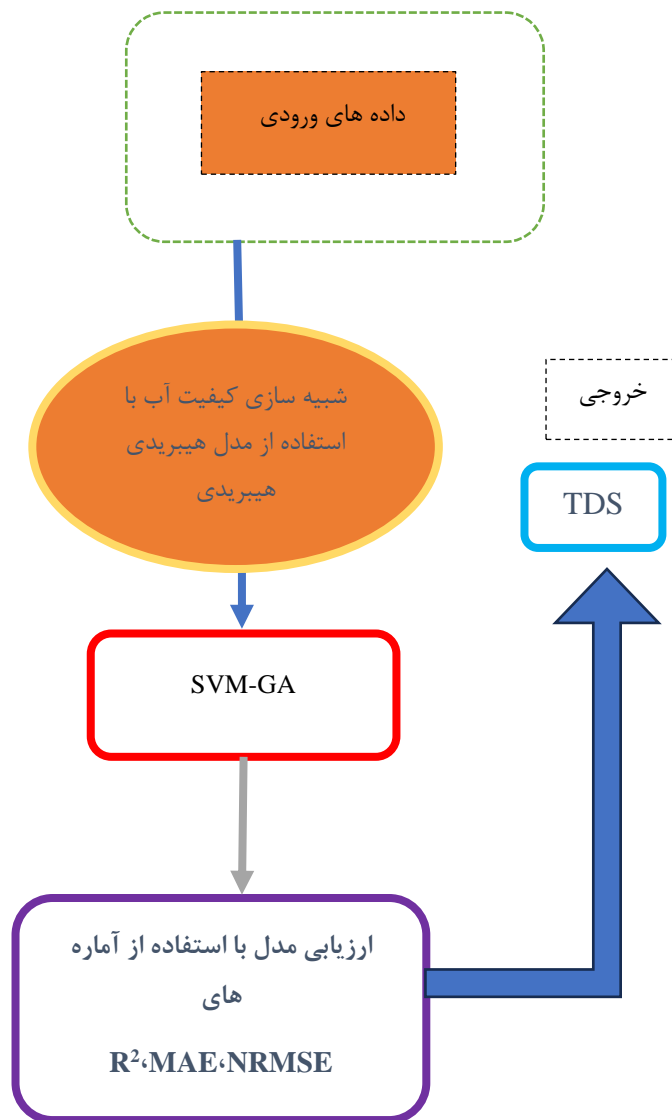 داده های ورودی
شبیه سازی کیفیت آب با
استفاده از مدل هیبریدی
هیبریدی
خروجی
TDS
SVM-GA
ارزیابی مدل با استفاده از آماره
های
R²،MAE،NRMSE